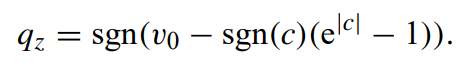 q_z = sgn(v_0 − sgn(c)(e^{|c|} − 1)).